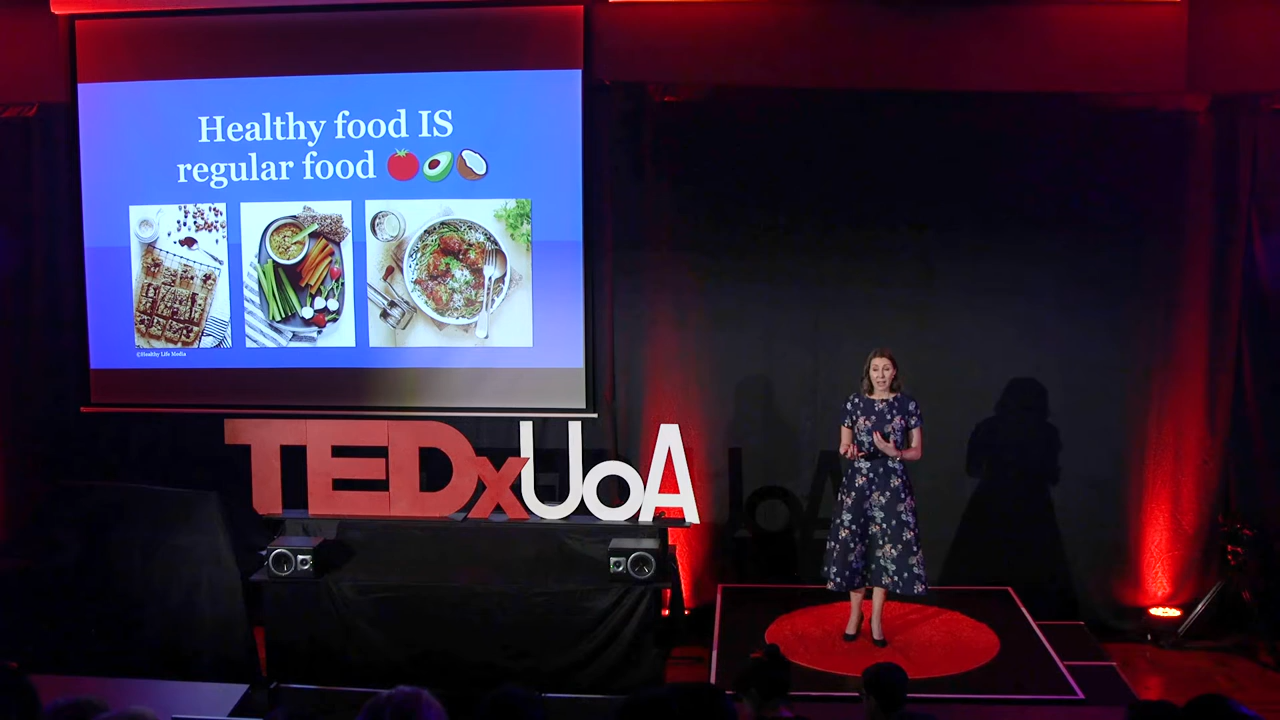 Healthy food IS
regular food 🍅🥑🥥
©Healthy Life Media
TEDxUoA